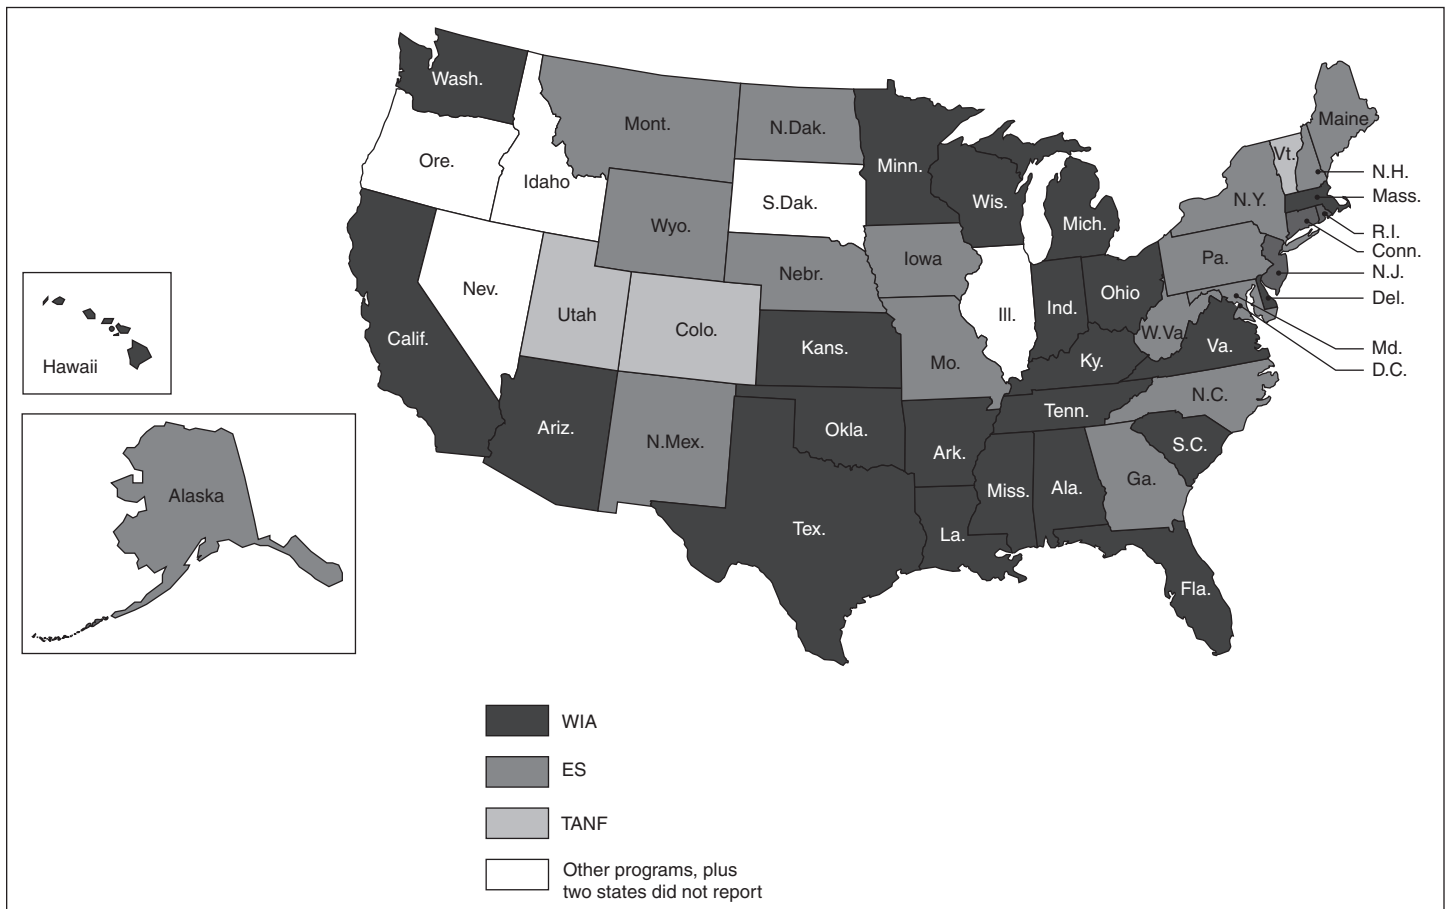 Wash.
Mont.
N.Dak.
Minn.
Maine
Ore.
Idaho
S.Dak.
Wis.
Mich.
Vt.
N.H.
Mass.
N.Y.
R.I.
Conn.
N.J.
Del.
Md.
D.C.
Wyo.
Iowa
Pa.
Nebr.
Nev.
Utah
Colo.
Ill.
Ind.
Ohio
W.Va.
Va.
Calif.
Kans.
Mo.
Ky.
Hawaii
N.C.
Tenn.
Ariz.
N.Mex.
Okla.
Ark.
S.C.
Alaska
Miss.
Ala.
Ga.
Tex.
La.
Fla.
WIA
ES
TANF
Other programs, plus
two states did not report